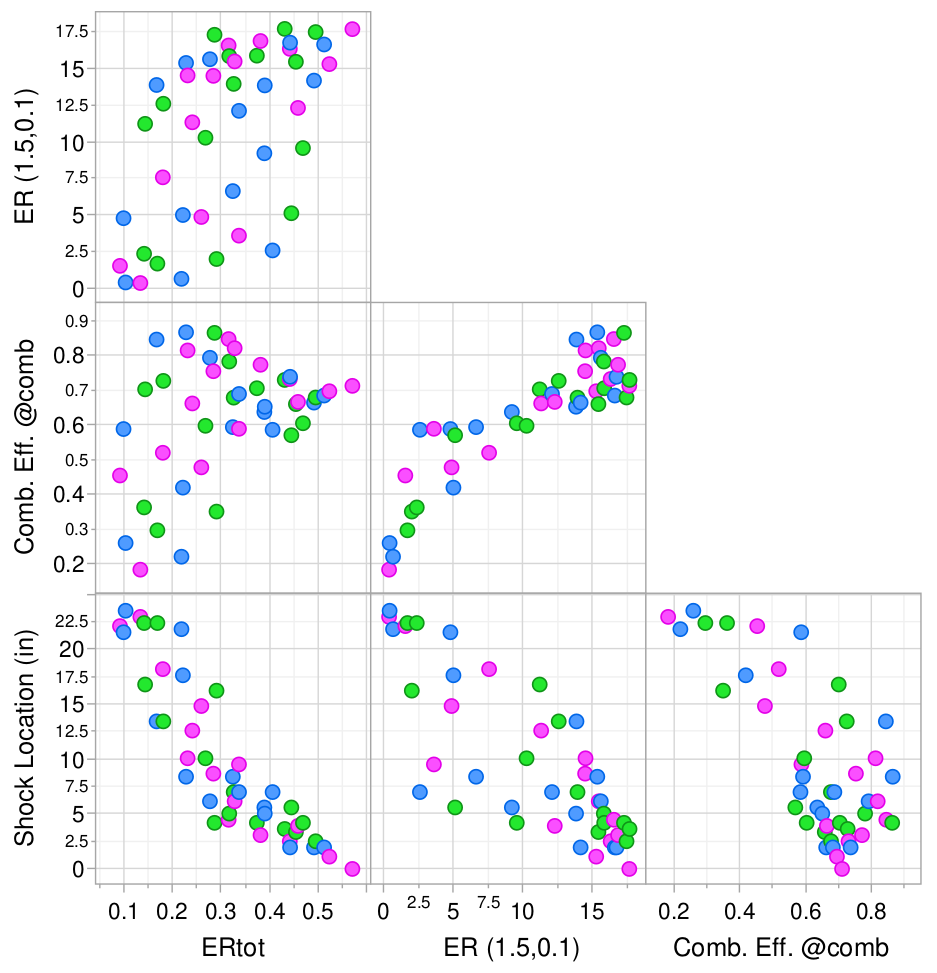 ER (1.5,0.1)
17.5
15
12.5
10
7.5
5
2.5
0
Comb. Eff. @comb
0.9
0.8
0.7
0.6
0.5
0.4
0.3
0.2
Shock Location (in)
22.5
20
17.5
15
12.5
10
7.5
5
2.5
0
0.1 0.2 0.3 0.4 0.5
0 2.5 5 7.5 10 15
0.2 0.4 0.6 0.8
ERtot
ER (1.5,0.1)
Comb. Eff. @comb